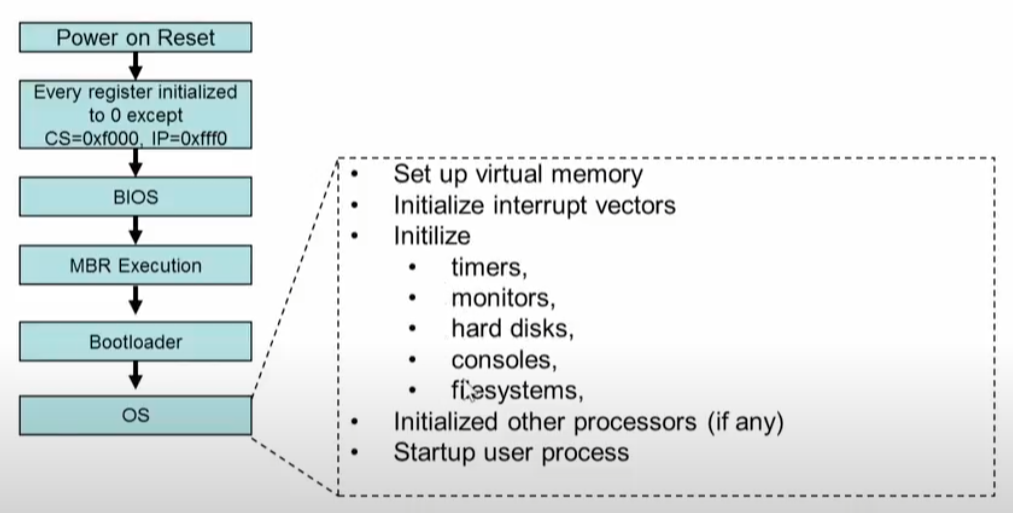 Power on Reset
Every register initialized
to 0 except
CS=0xf000, IP=0xfff0
BIOS
MBR Execution
Bootloader
OS
• Set up virtual memory
• Initialize interrupt vectors
• Initilize
• timers,
• monitors,
• hard disks,
• consoles,
• filesystems,
• Initialized other processors (if any)
• Startup user process